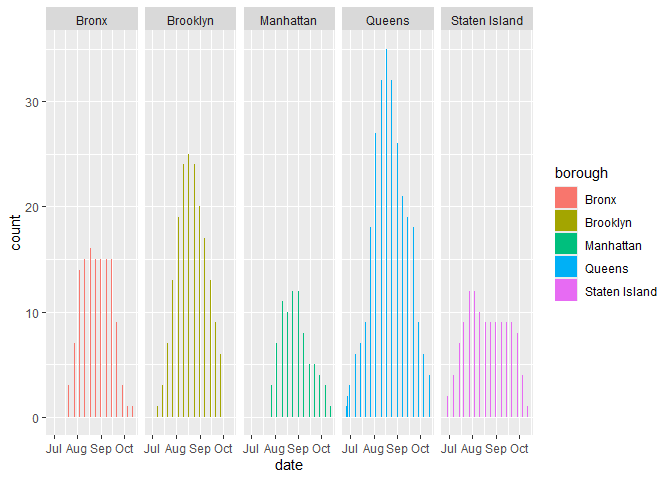 Bronx Brooklyn Manhattan Queens Staten Island
30
20
10
0
count
Jul Aug Sep Oct Jul Aug Sep Oct Jul Aug Sep Oct Jul Aug Sep Oct Jul Aug Sep Oct
date
borough
Bronx
Brooklyn
Manhattan
Queens
Staten Island